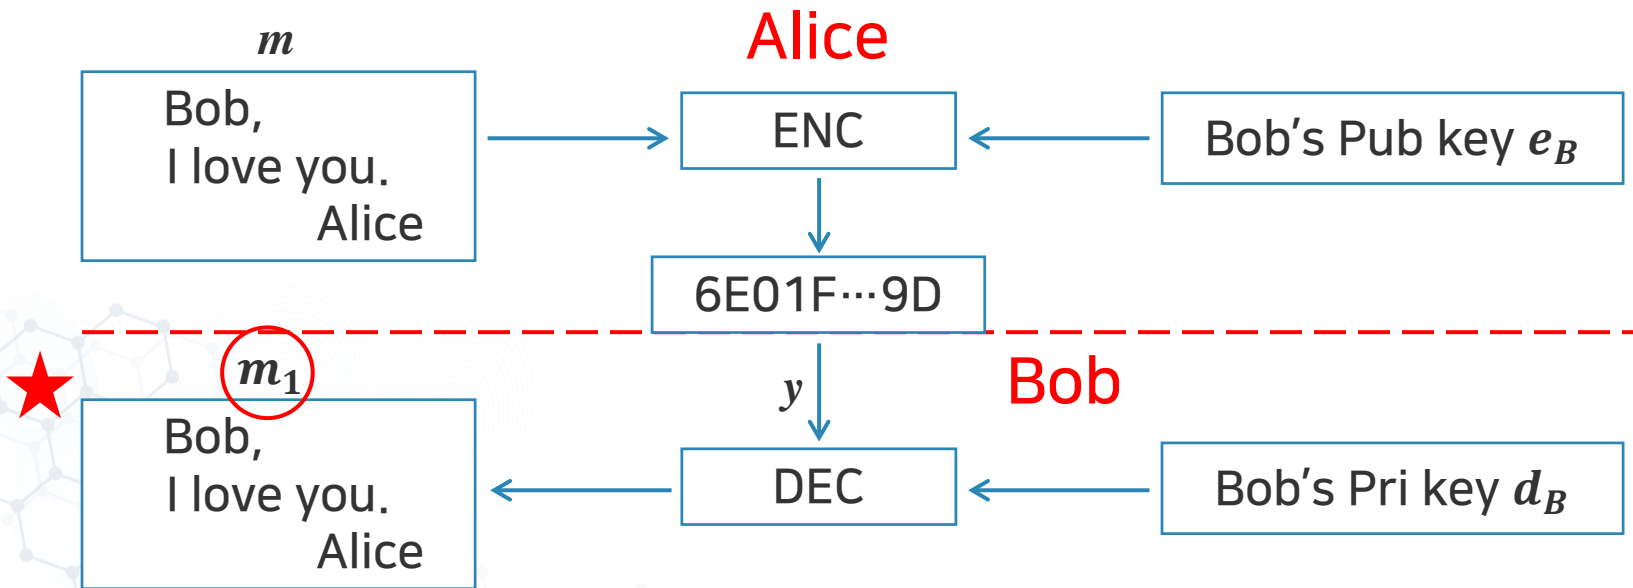 Alice
m
Bob,
I love you.
Alice
ENC
Bob's Pub key e_B
6E01F⋯9D
m₁
y
Bob
Bob,
I love you.
Alice
DEC
Bob's Pri key d_B